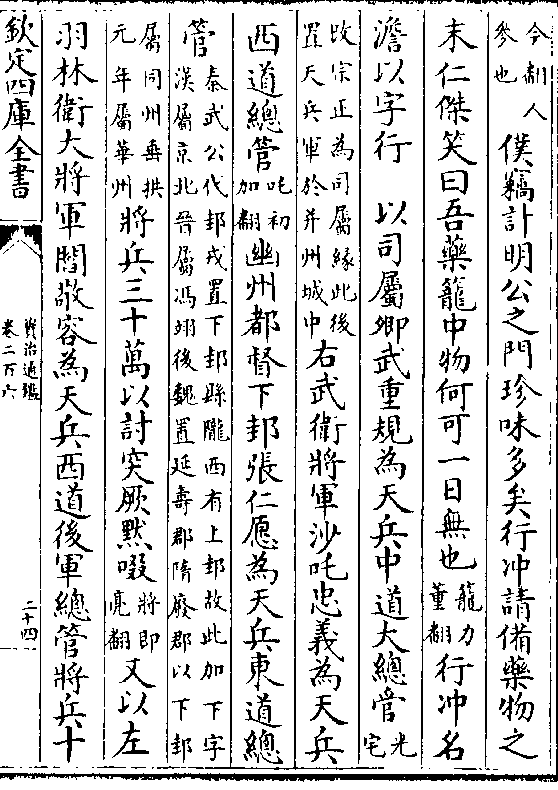 今翻人參也僕竊計明公之門珍味多矣行冲請備藥物之
末仁傑笑曰吾藥籠中物何可一日無也籠力董翻行冲名
澹以字行　以司屬卿武重規為天兵中道大總管光宅
改宗正為司屬緣此後置天兵軍於并州城中右武衛將軍沙吒忠義為天兵
西道總管吒初加翻幽州都督下邽張仁愿為天兵東道總
管秦武公伐邽戎置下邽縣隴西有上邽故此加下字漢屬京兆晉屬馮翊後魏置延壽郡隋廢郡以下邽
屬同州垂拱元年屬華州將兵三十萬以討突厥默啜將即亮翻又以左
羽林衛大將軍閻敬容為天兵西道後軍總管將兵十
欽定四庫全書
資治通鑑
卷二百六
二十四